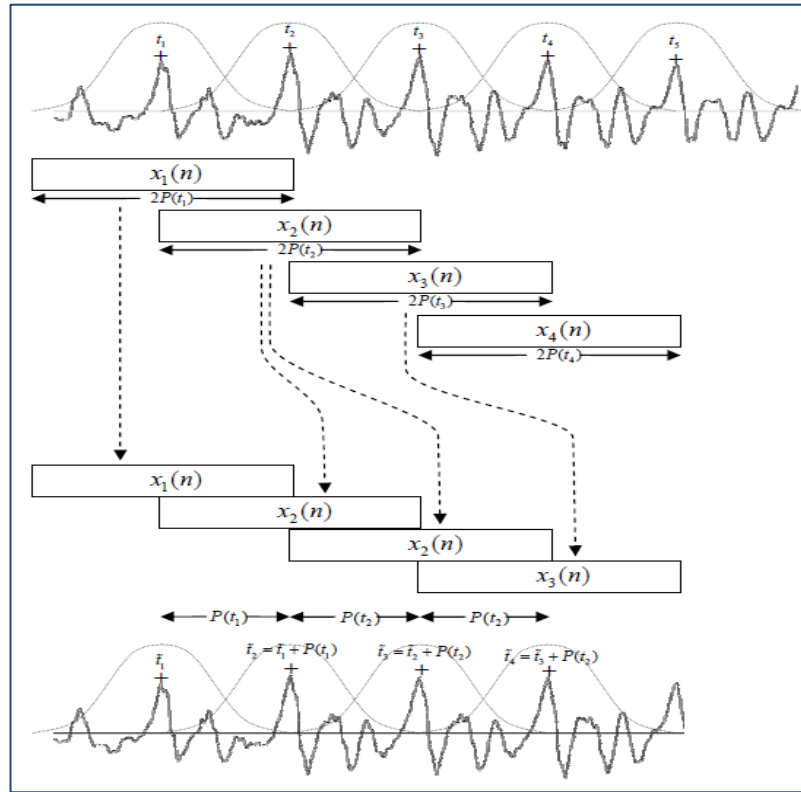 t₁ t₂ t₃ t₄ t₅
x₁(n)
2P(t₁)
x₂(n)
2P(t₂)
x₃(n)
2P(t₃)
x₄(n)
2P(t₄)
x₁(n)
x₂(n)
x₂(n)
x₃(n)
P(t₁) P(t₂) P(t₂)
t̃₁ t̃₂ = t̃₁ + P(t₁) t̃₃ = t̃₂ + P(t₂) t̃₄ = t̃₃ + P(t₂)